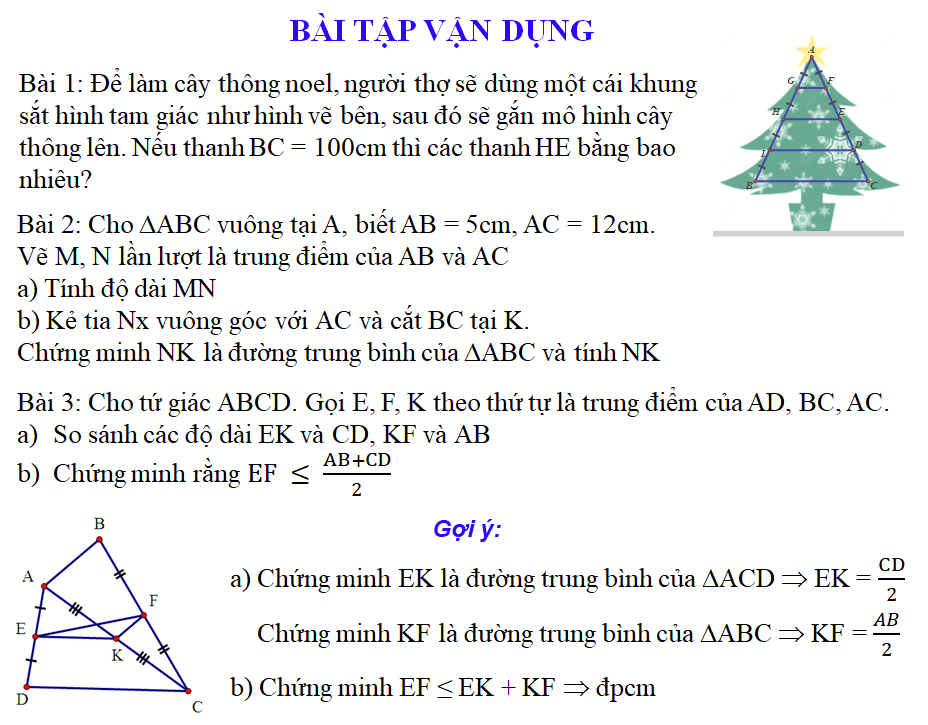 BÀI TẬP VẬN DỤNG
Bài 1: Để làm cây thông noel, người thợ sẽ dùng một cái khung
sắt hình tam giác như hình vẽ bên, sau đó sẽ gắn mô hình cây
thông lên. Nếu thanh BC = 100cm thì các thanh HE bằng bao
nhiêu?
A
G F
H E
I D
B C
Bài 2: Cho ΔABC vuông tại A, biết AB = 5cm, AC = 12cm.
Vẽ M, N lần lượt là trung điểm của AB và AC
a) Tính độ dài MN
b) Kẻ tia Nx vuông góc với AC và cắt BC tại K.
Chứng minh NK là đường trung bình của ΔABC và tính NK
Bài 3: Cho tứ giác ABCD. Gọi E, F, K theo thứ tự là trung điểm của AD, BC, AC.
a) So sánh các độ dài EK và CD, KF và AB
b) Chứng minh rằng EF ≤ (AB+CD)/2
B
A
F
E
K
D
C
Gợi ý:
a) Chứng minh EK là đường trung bình của ΔACD ⇒ EK = CD/2
Chứng minh KF là đường trung bình của ΔABC ⇒ KF = AB/2
b) Chứng minh EF ≤ EK + KF ⇒ đpcm